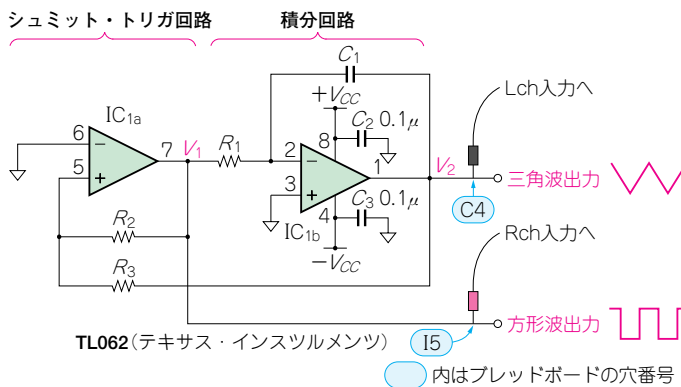 シュミット・トリガ回路
積分回路
C1
+VCC
Lch入力へ
IC1a
C2 0.1μ
6
−
7
V1
R1
8
2
−
1
V2
5
+
3
+
三角波出力
C3 0.1μ
C4
IC1b
4
R2
−VCC
Rch入力へ
R3
方形波出力
TL062(テキサス・インスツルメンツ)
I5
内はブレッドボードの穴番号